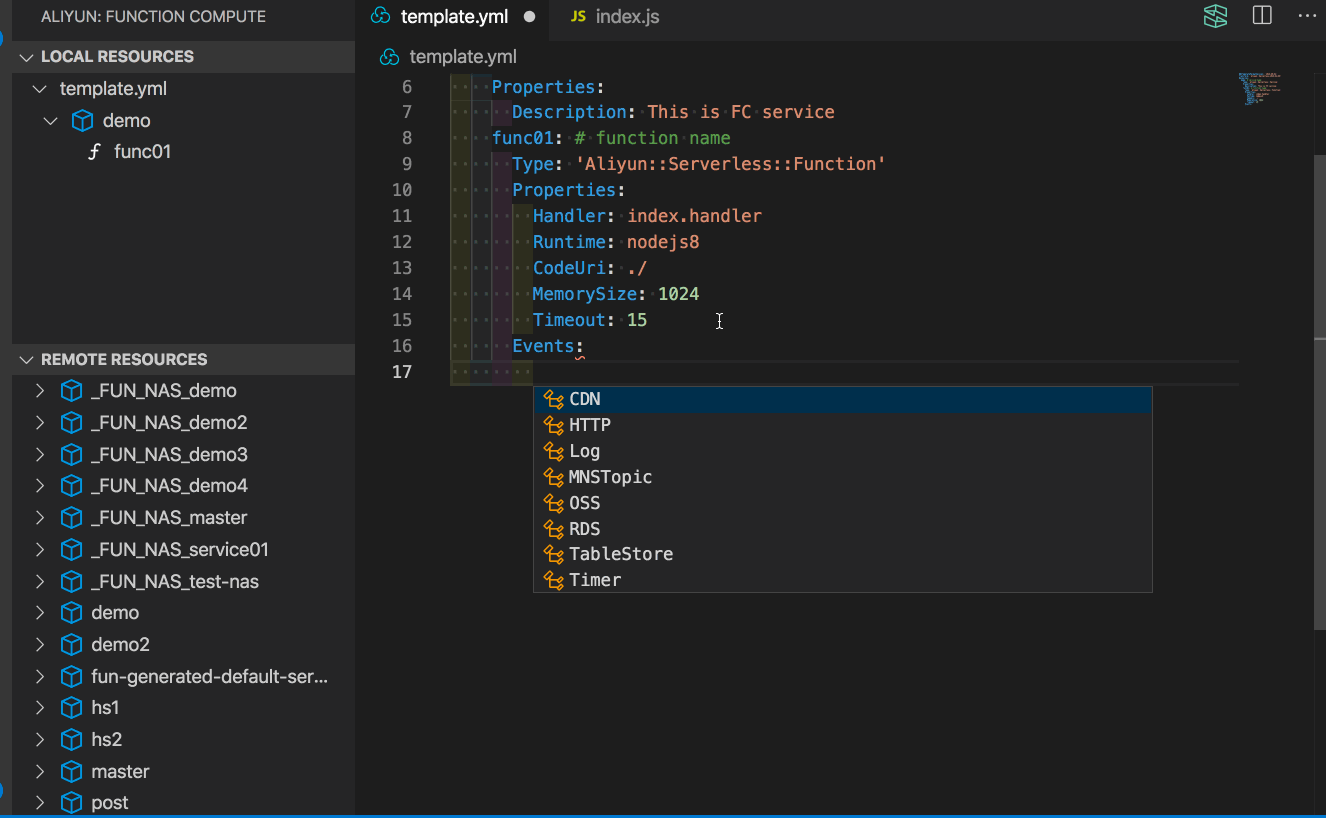 ALIYUN: FUNCTION COMPUTE
LOCAL RESOURCES
template.yml
demo
func01
REMOTE RESOURCES
_FUN_NAS_demo
_FUN_NAS_demo2
_FUN_NAS_demo3
_FUN_NAS_demo4
_FUN_NAS_master
_FUN_NAS_service01
_FUN_NAS_test-nas
demo
demo2
fun-generated-default-ser...
hs1
hs2
master
post
template.yml
JS index.js
template.yml
6 Properties:
7 Description: This is FC service
8 func01: # function name
9 Type: 'Aliyun::Serverless::Function'
10 Properties:
11 Handler: index.handler
12 Runtime: nodejs8
13 CodeUri: ./
14 MemorySize: 1024
15 Timeout: 15
16 Events:
17
CDN
HTTP
Log
MNSTopic
OSS
RDS
TableStore
Timer